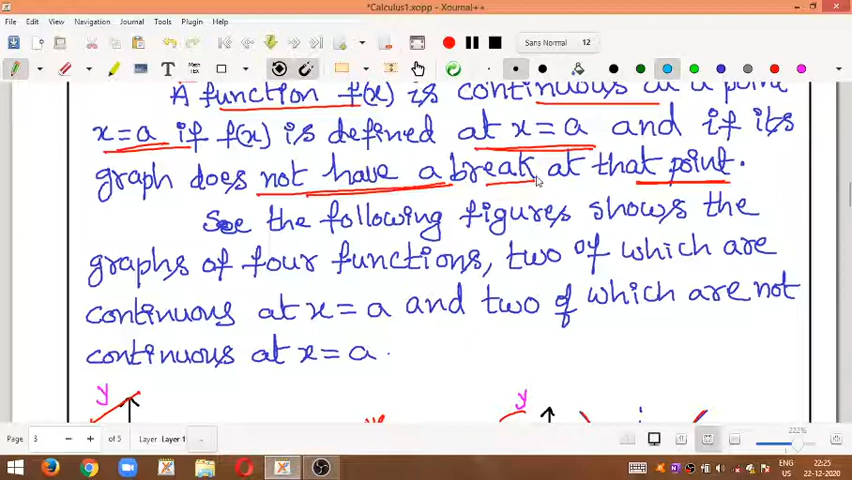 *Calculus1.xopp - Xournal++
File Edit View Navigation Journal Tools Plugin Help
Sans Normal 12
A function f(x) is continuous at a point
x=a if f(x) is defined at x=a and if its
graph does not have a break at that point.
See the following figures shows the
graphs of four functions, two of which are
continuous at x=a and two of which are not
continuous at x=a.
y
y
Page 3 of 5 Layer Layer 1
222%
ENG 22:25
US 22-12-2020